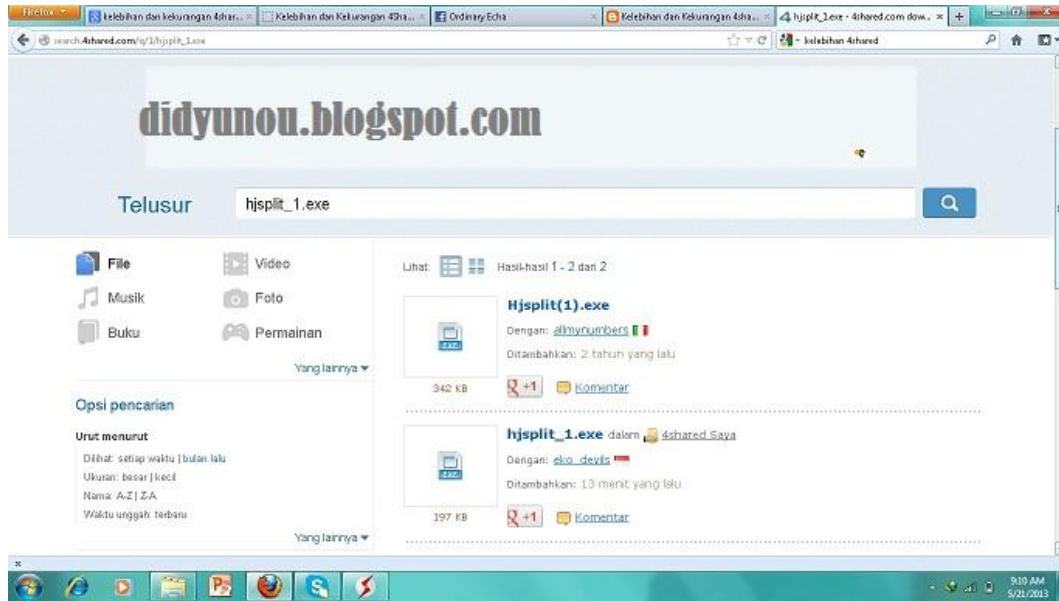 Firefox
kelebihan dan kekurangan 4shar...
Kelebihan dan Kekurangan 4Sha...
Ordinary Echa
Kelebihan dan Kekurangan 4sha...
hjsplit_1.exe - 4shared.com dow...
search.4shared.com/q/1/hjsplit_1.exe
kelebihan 4shared
didyunou.blogspot.com
Telusur
hjsplit_1.exe
File
Video
Musik
Foto
Buku
Permainan
Yang lainnya
Opsi pencarian
Urut menurut
Dilihat: setiap waktu | bulan lalu
Ukuran: besar | kecil
Nama: A-Z | Z-A
Waktu unggah: terbaru
Yang lainnya
Lihat:
Hasil-hasil 1 - 2 dari 2
Hjsplit(1).exe
Dengan: allmynumbers
Ditambahkan: 2 tahun yang lalu
.EXE
342 KB
+1
Komentar
hjsplit_1.exe dalam 4shared Saya
Dengan: eko_devils
Ditambahkan: 13 menit yang lalu
.EXE
197 KB
+1
Komentar
9:10 AM
5/21/2013